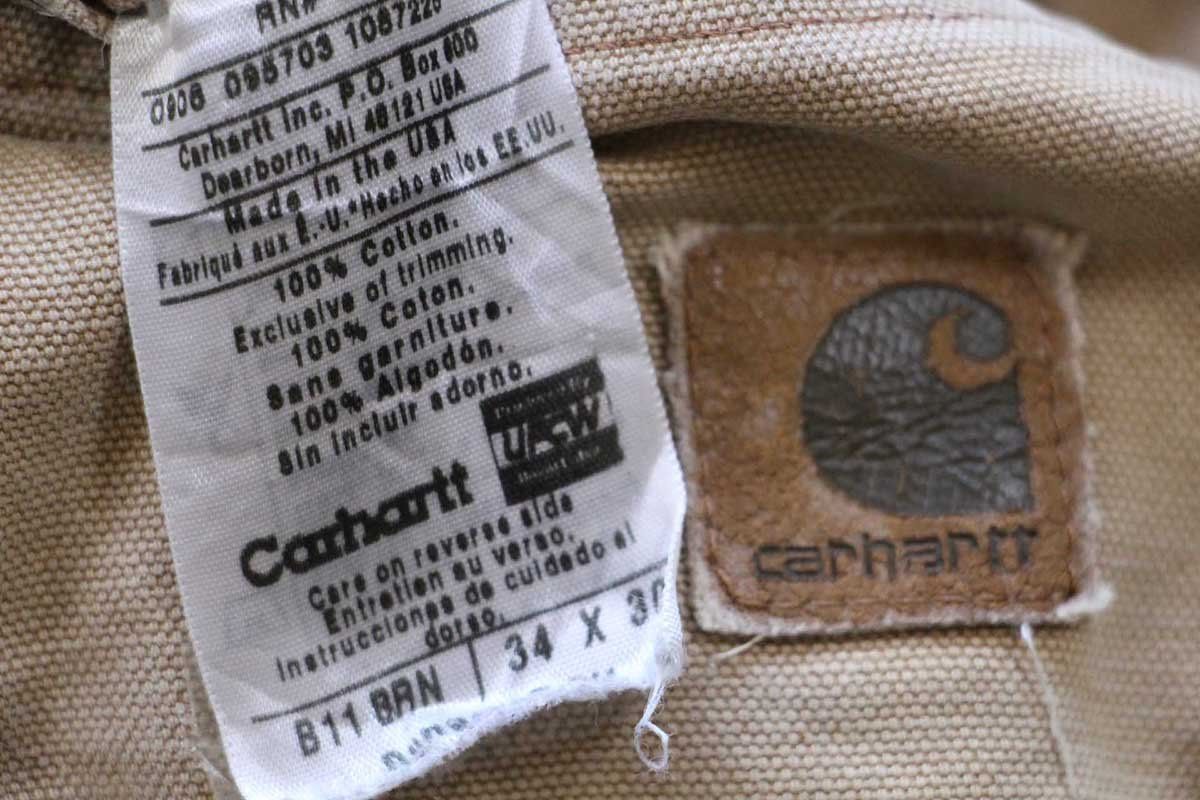 RN#
0906 095703 1087226
Carhartt Inc. P.O. Box 600
Dearborn, MI 48121 USA
Made in the USA
Fabriqué aux É.-U.*Hecho en los EE.UU.
100% Cotton.
Exclusive of trimming.
100% Coton.
Sans garniture.
100% Algodón.
Sin incluir adorno.
UFCW
Carhartt
Care on reverse side
Entretien au verso.
Instrucciones de cuidado al
dorso.
B11 BRN 34 X 30
carhartt